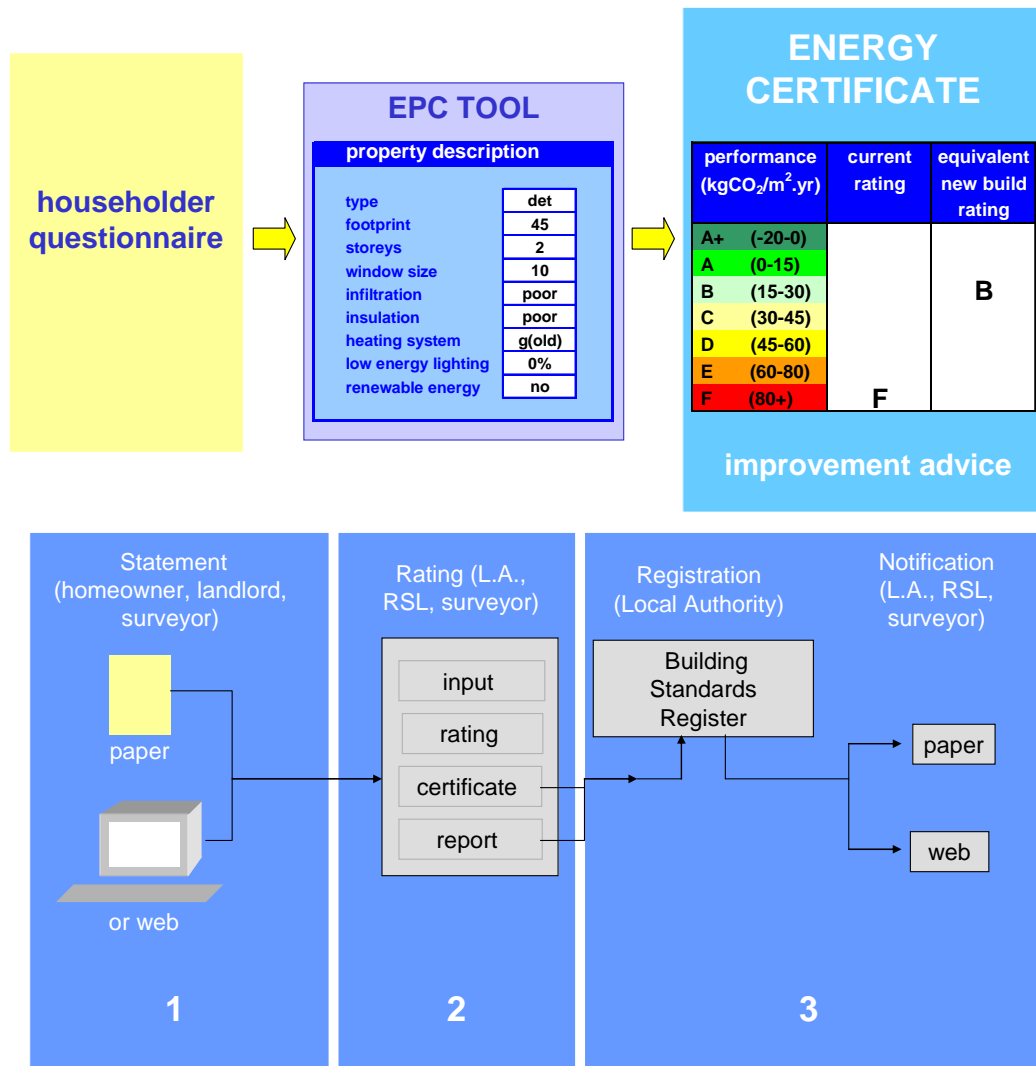 householder
questionnaire
EPC TOOL
property description
type det
footprint 45
storeys 2
window size 10
infiltration poor
insulation poor
heating system g(old)
low energy lighting 0%
renewable energy no
ENERGY
CERTIFICATE
performance current equivalent
(kgCO₂/m².yr) rating new build
rating
A+ (-20-0)
A (0-15)
B (15-30) B
C (30-45)
D (45-60)
E (60-80)
F (80+) F
improvement advice
Statement
(homeowner, landlord,
surveyor)
paper
or web
1
Rating (L.A.,
RSL, surveyor)
input
rating
certificate
report
2
Registration
(Local Authority)
Building
Standards
Register
Notification
(L.A., RSL,
surveyor)
paper
web
3